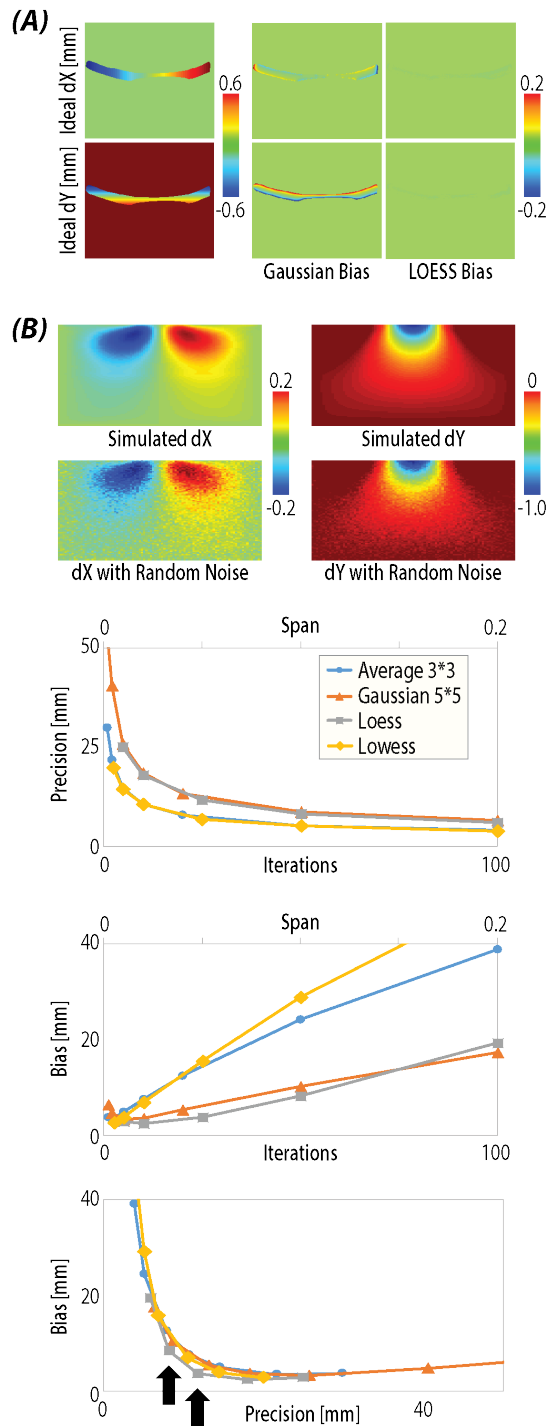 (A)
Ideal dX [mm]
0.6
0.2
Ideal dY [mm]
-0.6
-0.2
Gaussian Bias
LOESS Bias
(B)
0.2
0
Simulated dX
Simulated dY
-0.2
-1.0
dX with Random Noise
dY with Random Noise
0
Span
0.2
50
Average 3*3
Gaussian 5*5
Loess
Lowess
Precision [mm]
25
0
0
Iterations
100
0
Span
0.2
40
Bias [mm]
20
0
0
Iterations
100
40
Bias [mm]
20
0
0
Precision [mm]
40